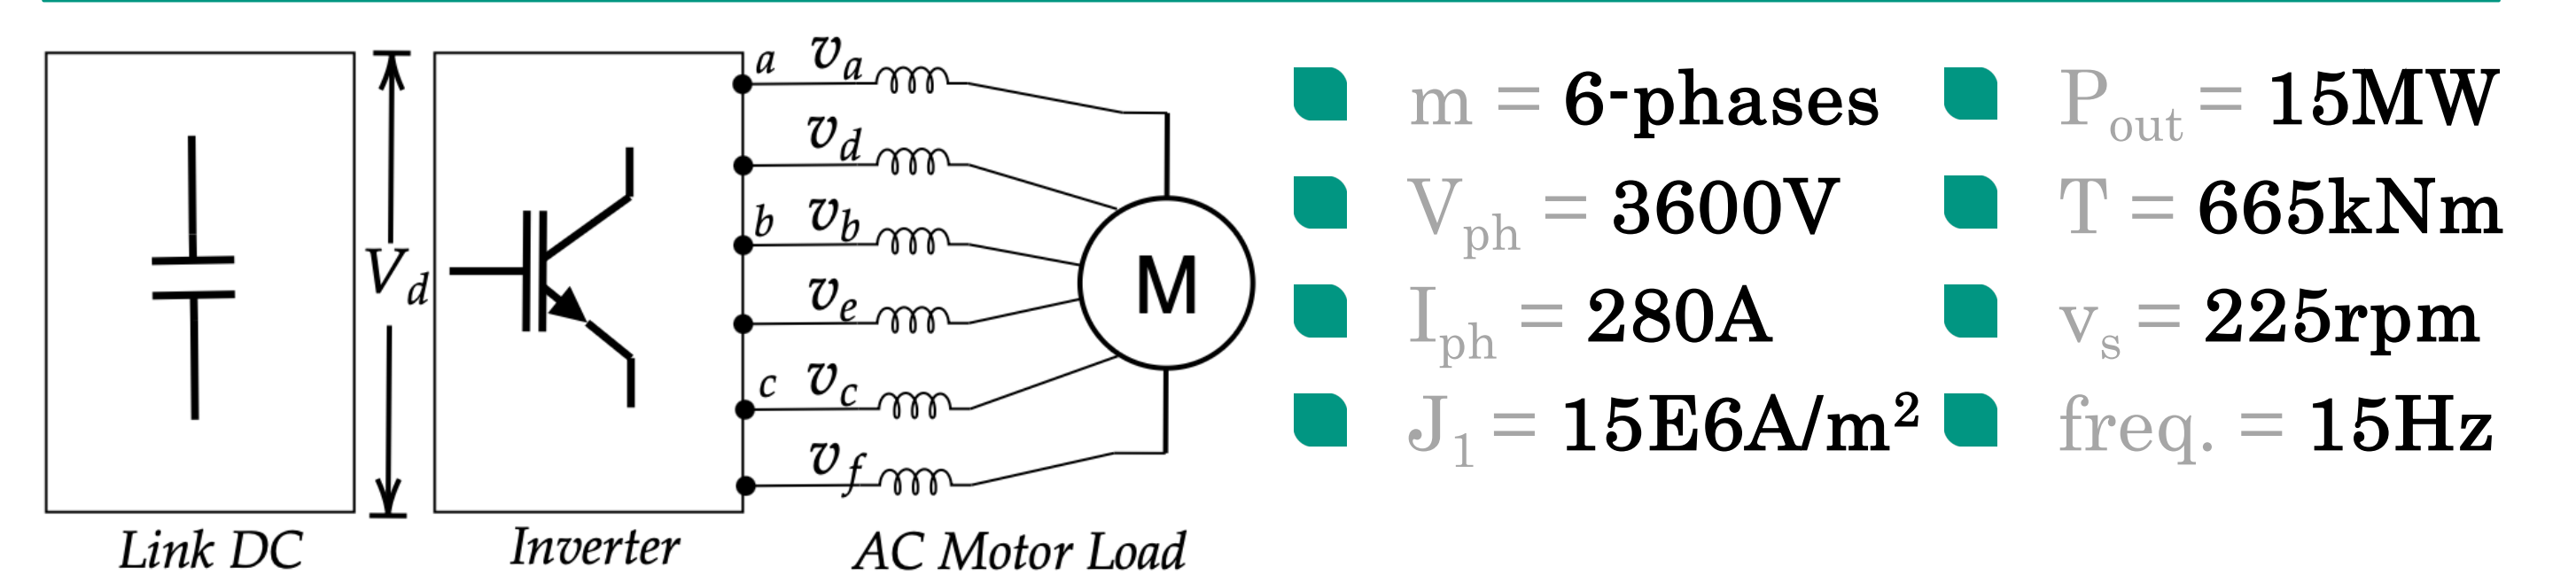 a v_a
v_d
b v_b
v_e
c v_c
v_f
V_d
M
Link DC
Inverter
AC Motor Load
m = 6-phases
V_ph = 3600V
I_ph = 280A
J_1 = 15E6A/m²
P_out = 15MW
T = 665kNm
v_s = 225rpm
freq. = 15Hz